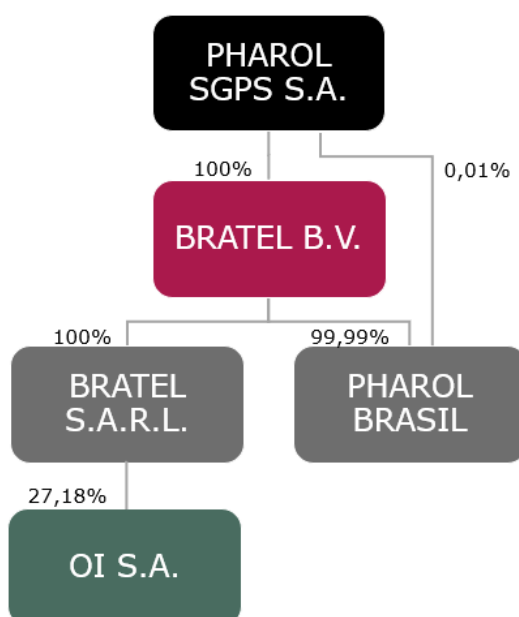 PHAROL
SGPS S.A.
100%
0,01%
BRATEL B.V.
100%
99,99%
BRATEL
S.A.R.L.
PHAROL
BRASIL
27,18%
OI S.A.